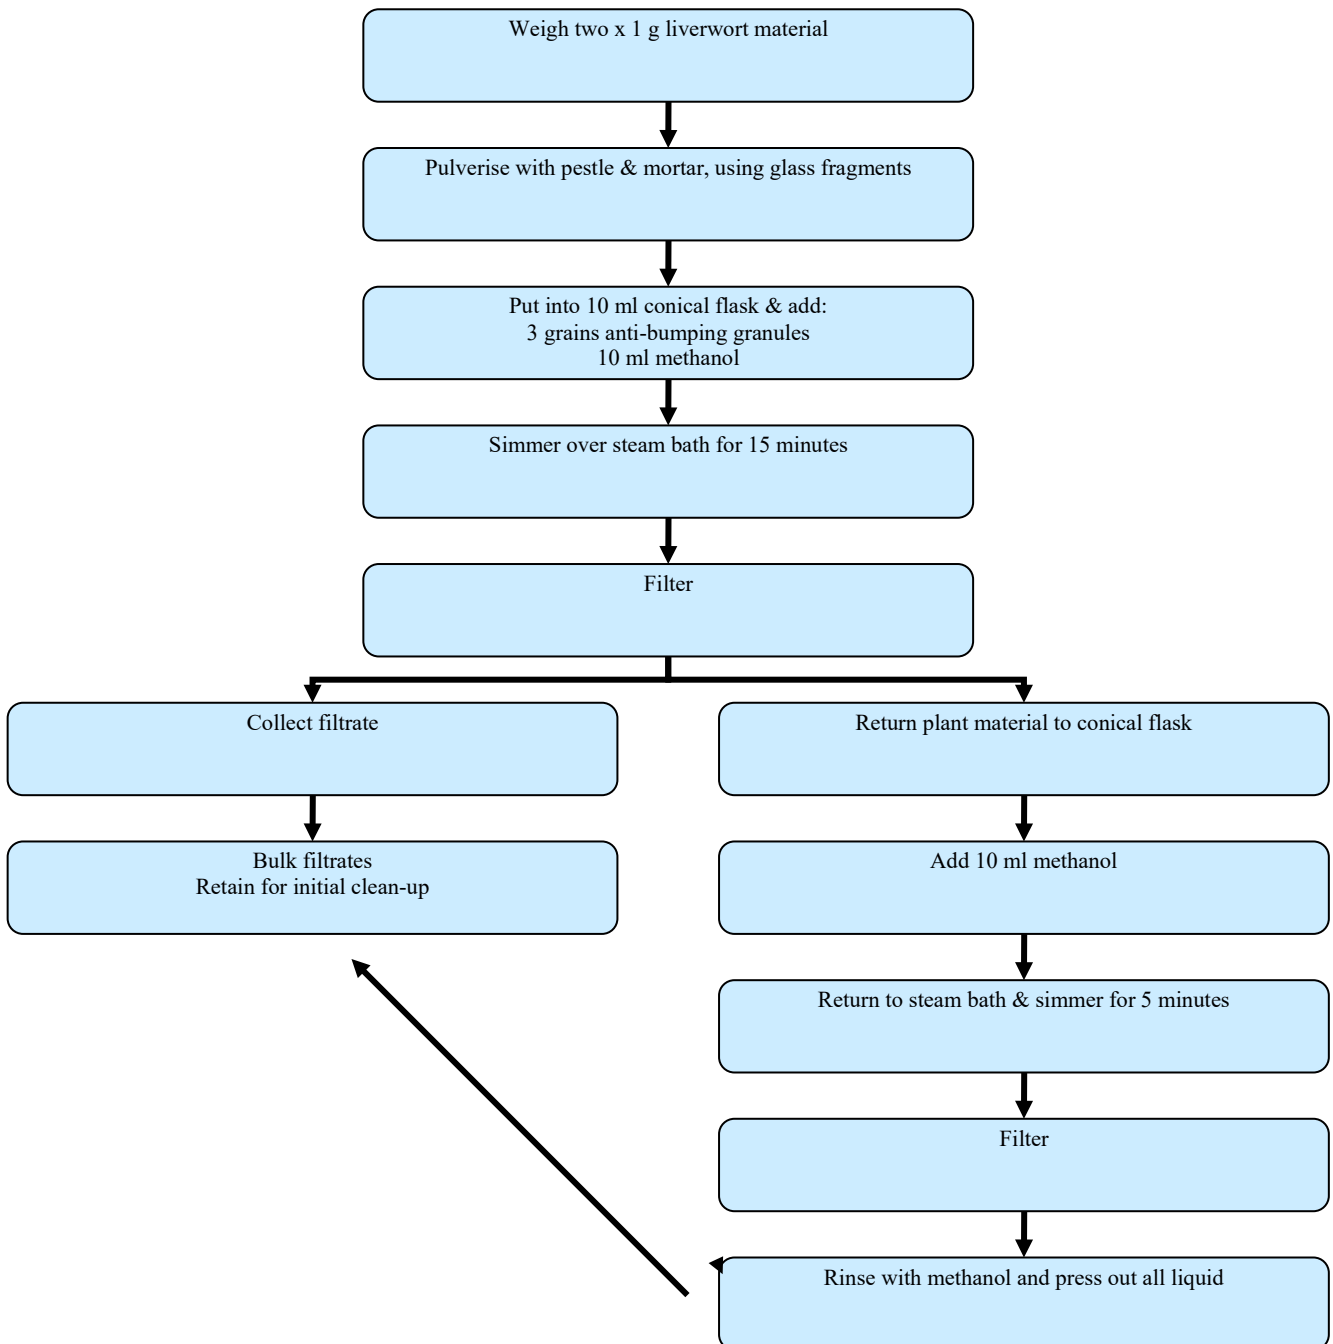 Weigh two x 1 g liverwort material
Pulverise with pestle & mortar, using glass fragments
Put into 10 ml conical flask & add:
3 grains anti-bumping granules
10 ml methanol
Simmer over steam bath for 15 minutes
Filter
Collect filtrate
Bulk filtrates
Retain for initial clean-up
Return plant material to conical flask
Add 10 ml methanol
Return to steam bath & simmer for 5 minutes
Filter
Rinse with methanol and press out all liquid